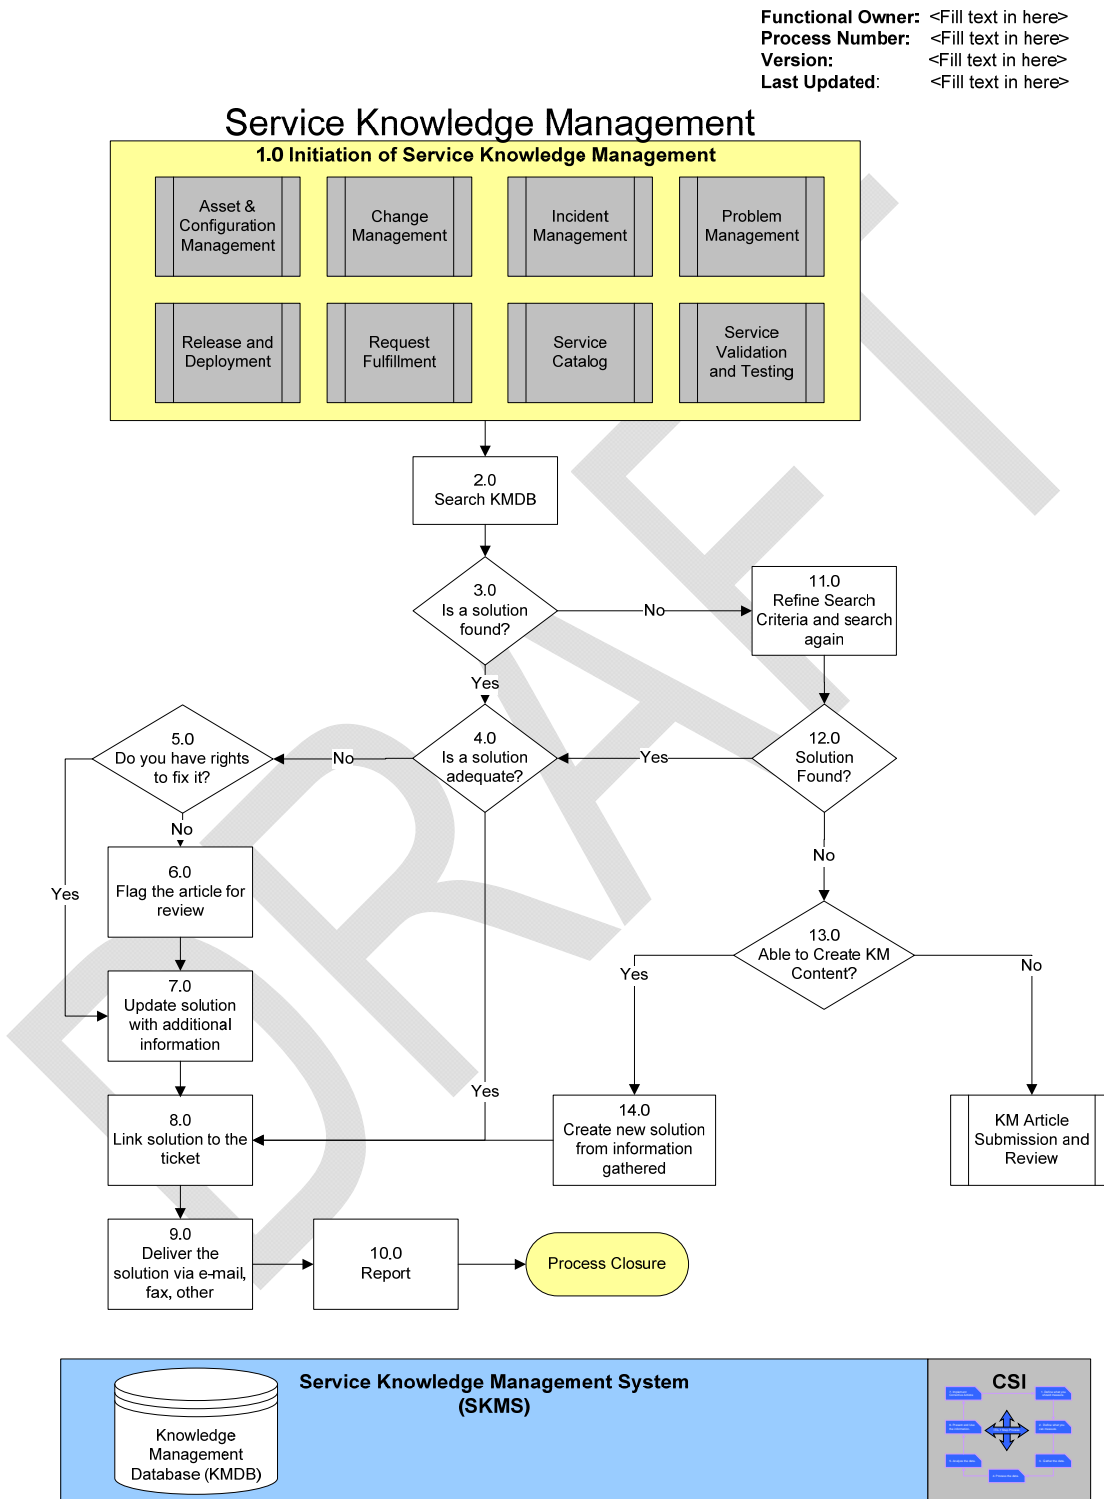 Functional Owner: <Fill text in here>
Process Number: <Fill text in here>
Version: <Fill text in here>
Last Updated: <Fill text in here>
Service Knowledge Management
1.0 Initiation of Service Knowledge Management
Asset &
Configuration
Management
Change
Management
Incident
Management
Problem
Management
Release and
Deployment
Request
Fulfillment
Service
Catalog
Service
Validation
and Testing
2.0
Search KMDB
3.0
Is a solution
found?
No
11.0
Refine Search
Criteria and search
again
Yes
5.0
Do you have rights
to fix it?
No
4.0
Is a solution
adequate?
Yes
12.0
Solution
Found?
No
Yes
6.0
Flag the article for
review
No
13.0
Able to Create KM
Content?
Yes
No
7.0
Update solution
with additional
information
Yes
8.0
Link solution to the
ticket
14.0
Create new solution
from information
gathered
KM Article
Submission and
Review
9.0
Deliver the
solution via e-mail,
fax, other
10.0
Report
Process Closure
DRAFT
Service Knowledge Management System
(SKMS)
Knowledge
Management
Database (KMDB)
CSI